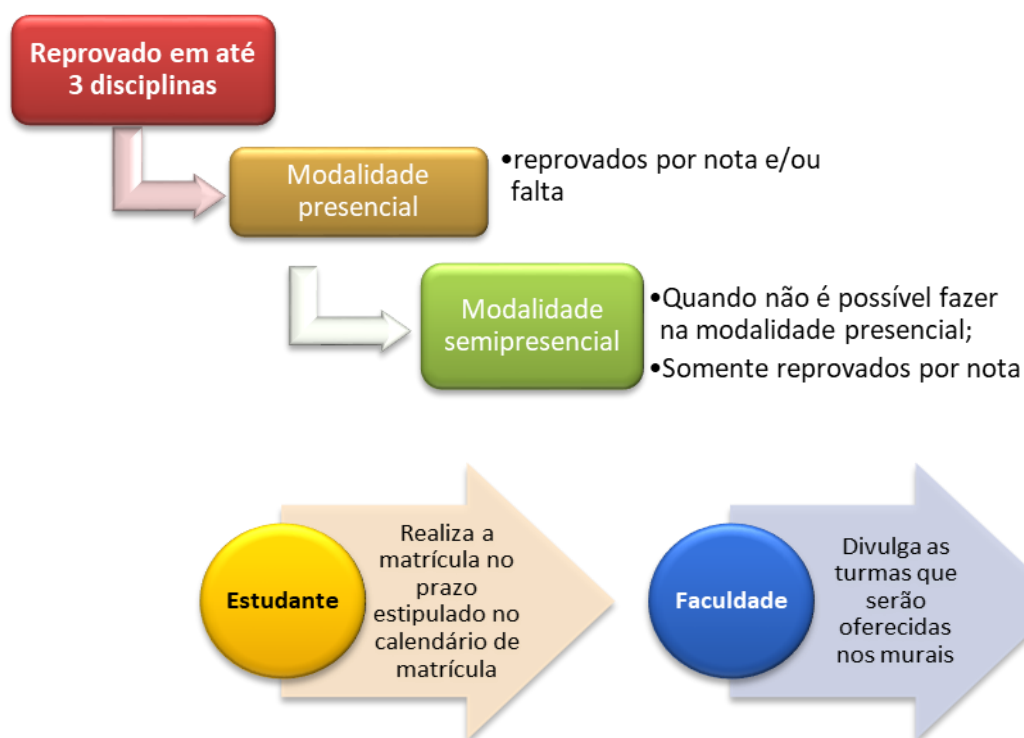 Reprovado em até
3 disciplinas
Modalidade
presencial
•reprovados por nota e/ou
falta
Modalidade
semipresencial
•Quando não é possível fazer
na modalidade presencial;
•Somente reprovados por nota
Estudante
Realiza a
matrícula no
prazo
estipulado no
calendário de
matrícula
Faculdade
Divulga as
turmas que
serão
oferecidas
nos murais